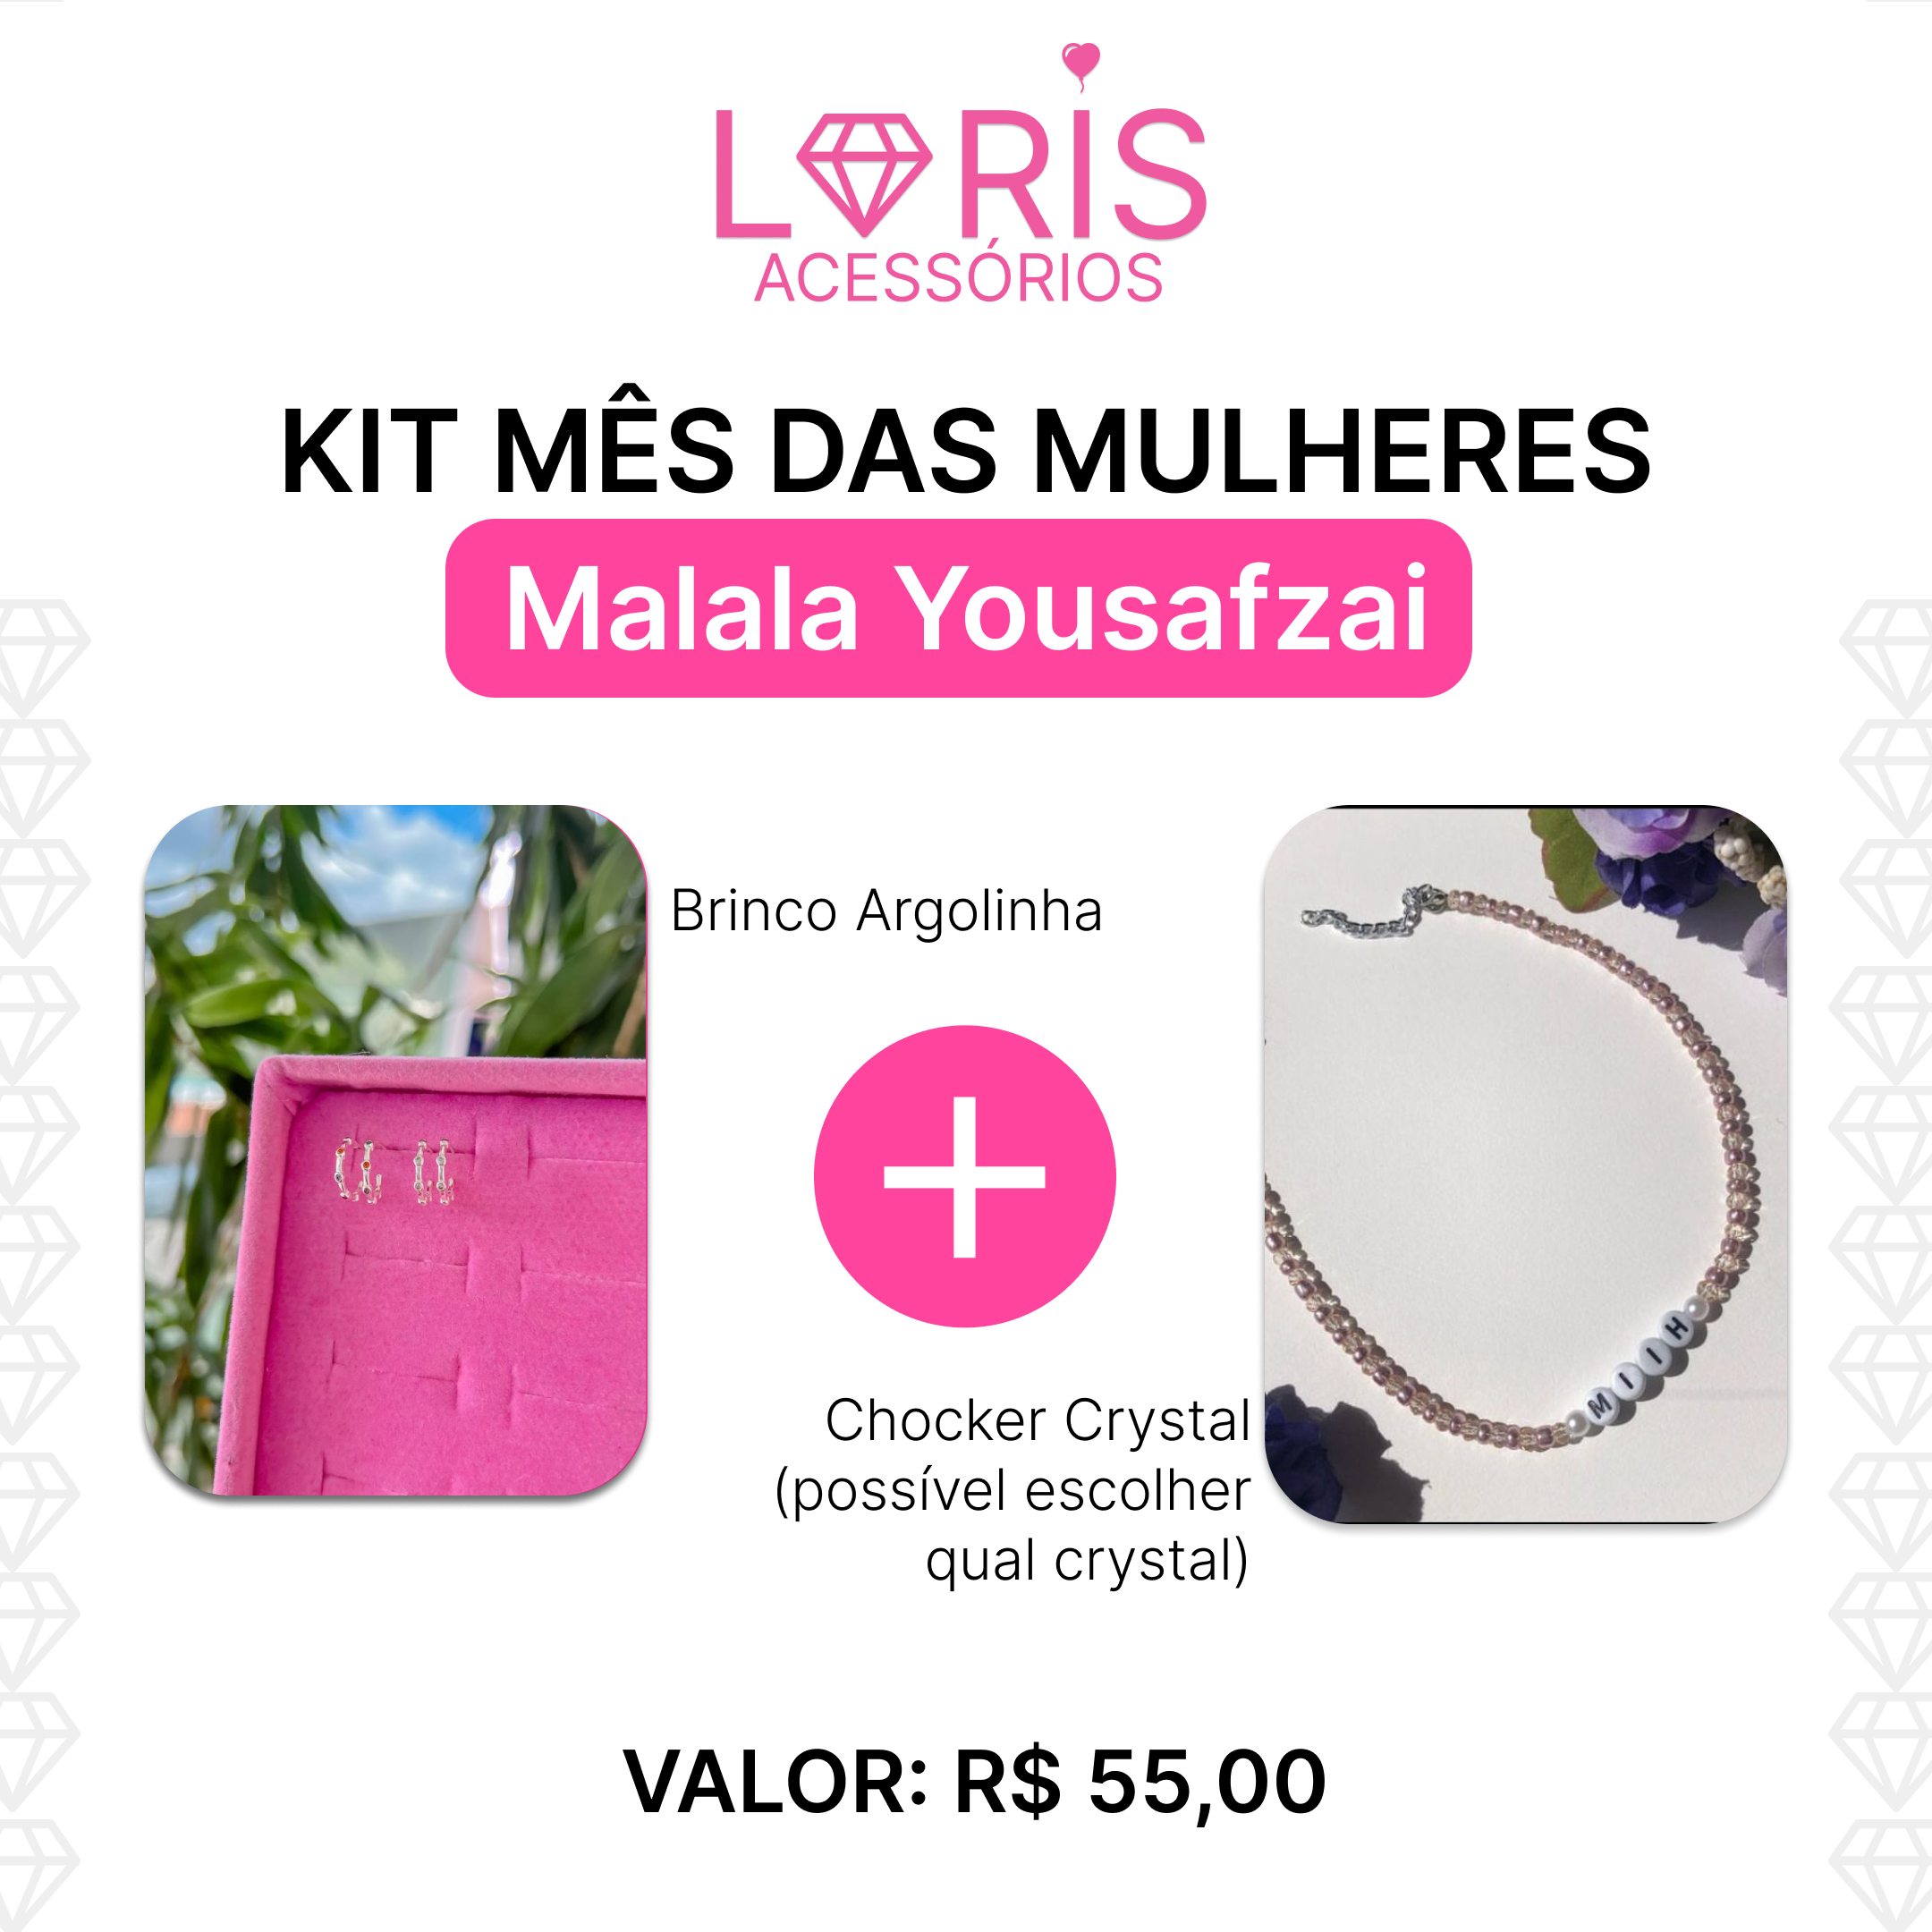 LORIS
ACESSÓRIOS
KIT MÊS DAS MULHERES
Malala Yousafzai
Brinco Argolinha
Chocker Crystal
(possível escolher
qual crystal)
MIIH
VALOR: R$ 55,00